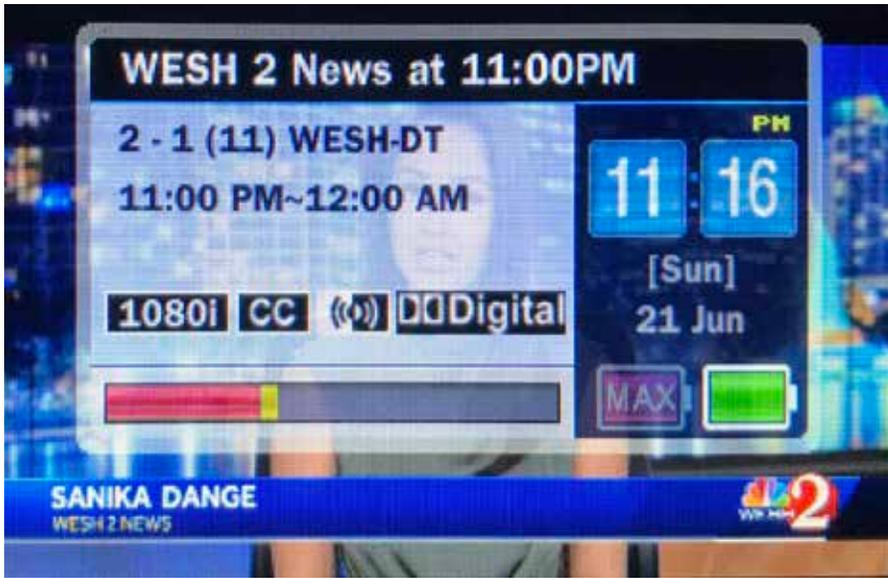 WESH 2 News at 11:00PM
2 - 1 (11) WESH-DT
11:00 PM~12:00 AM
PM
11:16
[Sun]
21 Jun
1080i CC Digital
MAX
SANIKA DANGE
WESH 2 NEWS
2
WESH